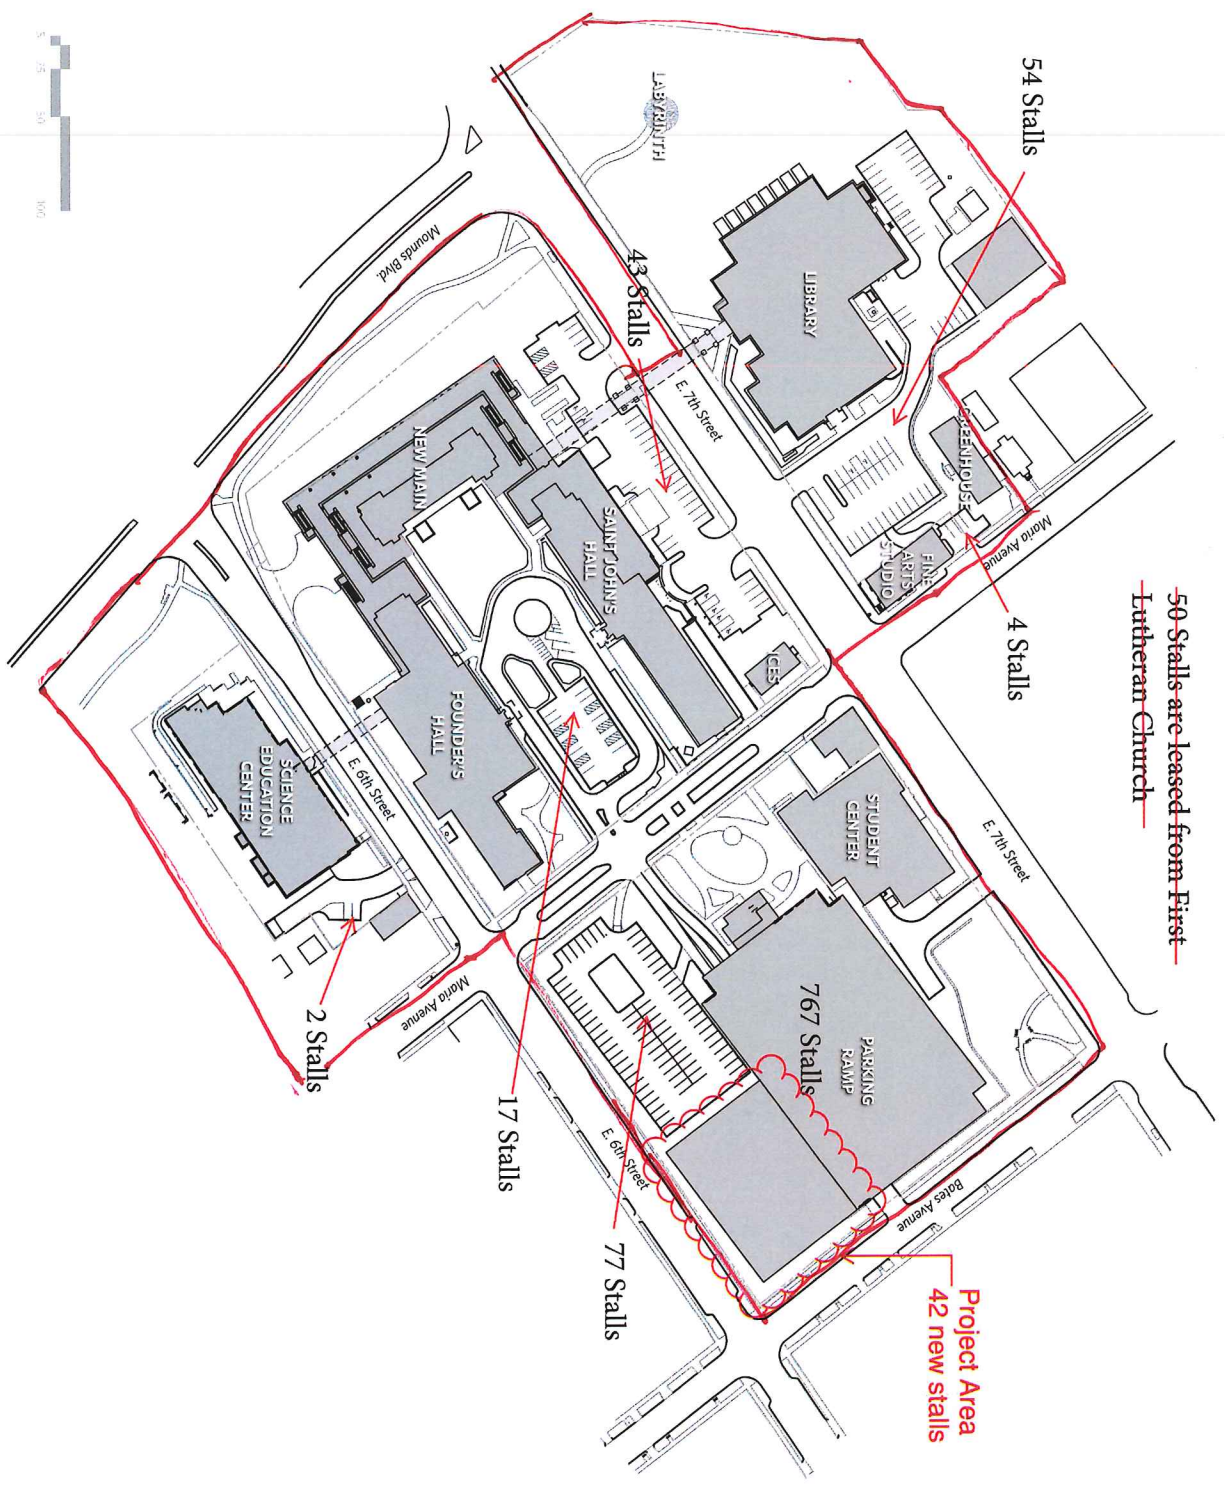 50 Stalls are leased from First
Lutheran Church
54 Stalls
4 Stalls
43 Stalls
767 Stalls
Project Area
42 new stalls
77 Stalls
17 Stalls
2 Stalls
LABYRINTH
LIBRARY
GREENHOUSE
FINE
ARTS
STUDIO
Maria Avenue
E. 7th Street
E. 7th Street
Mounds Blvd.
NEW MAIN
SAINT JOHN'S
HALL
ICES
FOUNDER'S
HALL
STUDENT
CENTER
PARKING
RAMP
SCIENCE
EDUCATION
CENTER
E. 6th Street
E. 6th Street
Maria Avenue
Bates Avenue
50
100